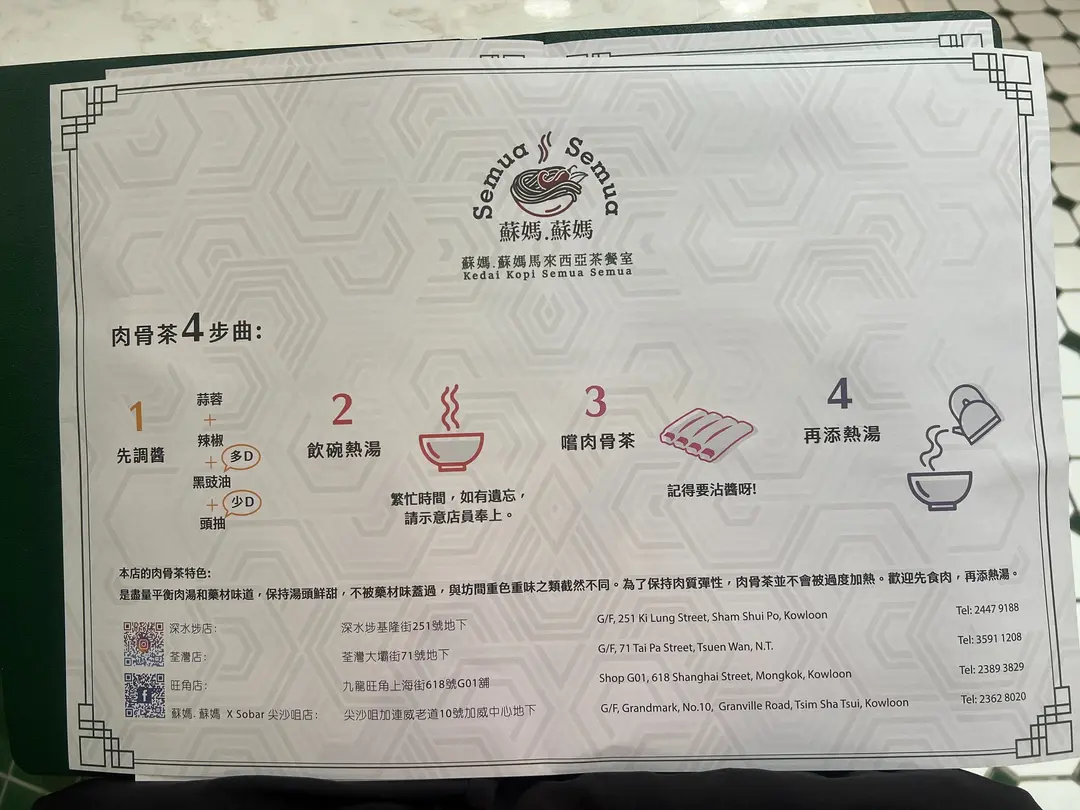 Semua Semua
蘇媽.蘇媽
蘇媽.蘇媽馬來西亞茶餐室
Kedai Kopi Semua Semua
肉骨茶4步曲:
1
先調醬
蒜蓉
+
辣椒
+ 多D
黑豉油
+ 少D
頭抽
2
飲碗熱湯
繁忙時間，如有遺忘，
請示意店員奉上。
3
嚐肉骨茶
記得要沾醬呀!
4
再添熱湯
本店的肉骨茶特色:
是盡量平衡肉湯和藥材味道，保持湯頭鮮甜，不被藥材味蓋過，與坊間重色重味之類截然不同。為了保持肉質彈性，肉骨茶並不會被過度加熱。歡迎先食肉，再添熱湯。
深水埗店: 深水埗基隆街251號地下 G/F, 251 Ki Lung Street, Sham Shui Po, Kowloon Tel: 2447 9188
荃灣店: 荃灣大壩街71號地下 G/F, 71 Tai Pa Street, Tsuen Wan, N.T. Tel: 3591 1208
旺角店: 九龍旺角上海街618號G01舖 Shop G01, 618 Shanghai Street, Mongkok, Kowloon Tel: 2389 3829
蘇媽.蘇媽 X Sobar 尖沙咀店: 尖沙咀加連威老道10號加威中心地下 G/F, Grandmark, No.10, Granville Road, Tsim Sha Tsui, Kowloon Tel: 2362 8020